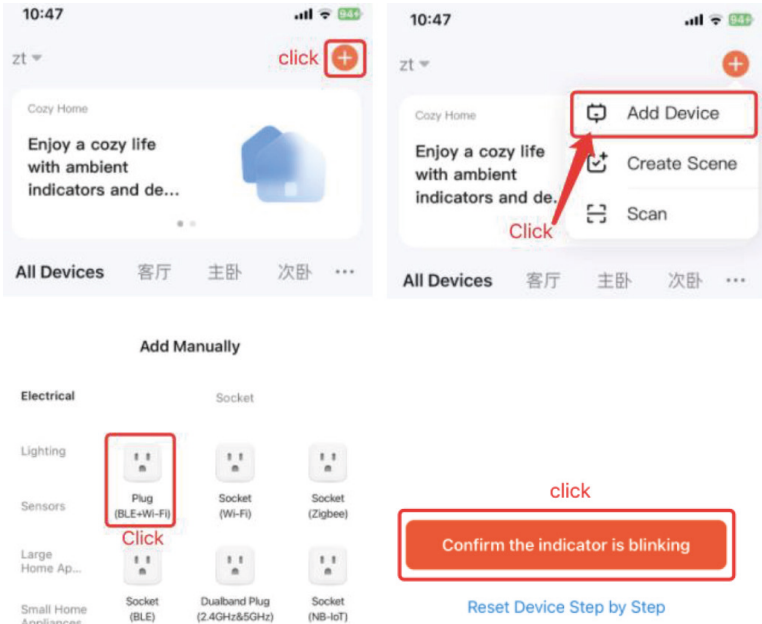 10:47
94+
zt
click
Cozy Home
Enjoy a cozy life
with ambient
indicators and de...
All Devices 客厅 主卧 次卧 ...
10:47
94+
zt
Add Device
Cozy Home
Enjoy a cozy life
with ambient
indicators and de.
Create Scene
Scan
Click
All Devices 客厅 主卧 次卧 ...
Add Manually
Electrical
Socket
Lighting
Sensors
Large
Home Ap...
Small Home
Appliances
Plug
(BLE+Wi-Fi)
Socket
(Wi-Fi)
Socket
(Zigbee)
Click
Socket
(BLE)
Dualband Plug
(2.4GHz&5GHz)
Socket
(NB-IoT)
click
Confirm the indicator is blinking
Reset Device Step by Step